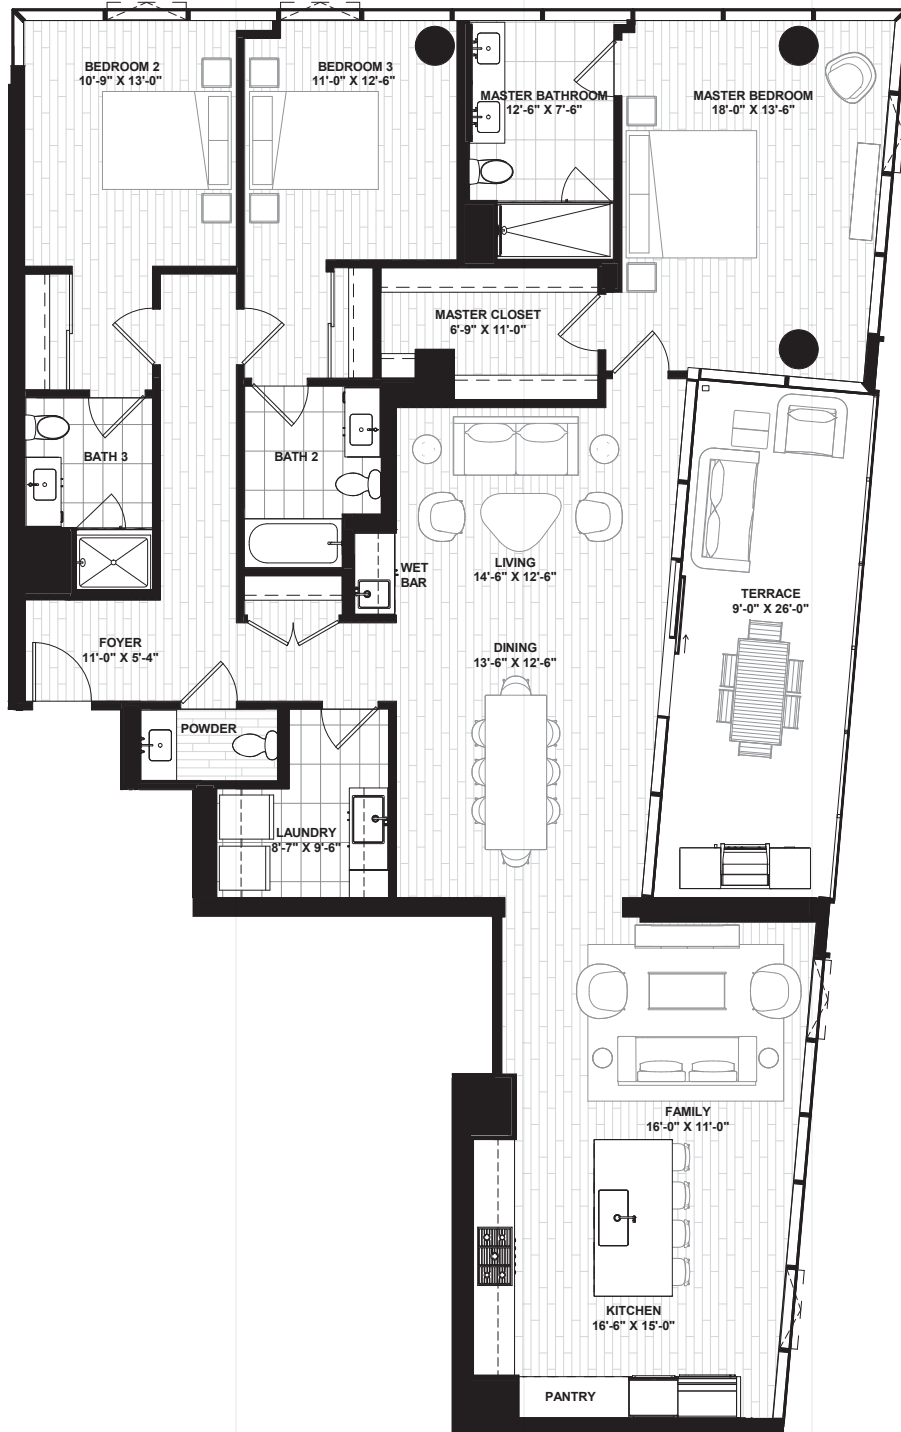 BEDROOM 2
10'-9" X 13'-0"
BEDROOM 3
11'-0" X 12'-6"
MASTER BATHROOM
12'-6" X 7'-6"
MASTER BEDROOM
18'-0" X 13'-6"
MASTER CLOSET
6'-9" X 11'-0"
BATH 3
BATH 2
WET
BAR
LIVING
14'-6" X 12'-6"
TERRACE
9'-0" X 26'-0"
FOYER
11'-0" X 5'-4"
DINING
13'-6" X 12'-6"
POWDER
LAUNDRY
8'-7" X 9'-6"
FAMILY
16'-0" X 11'-0"
KITCHEN
16'-6" X 15'-0"
PANTRY